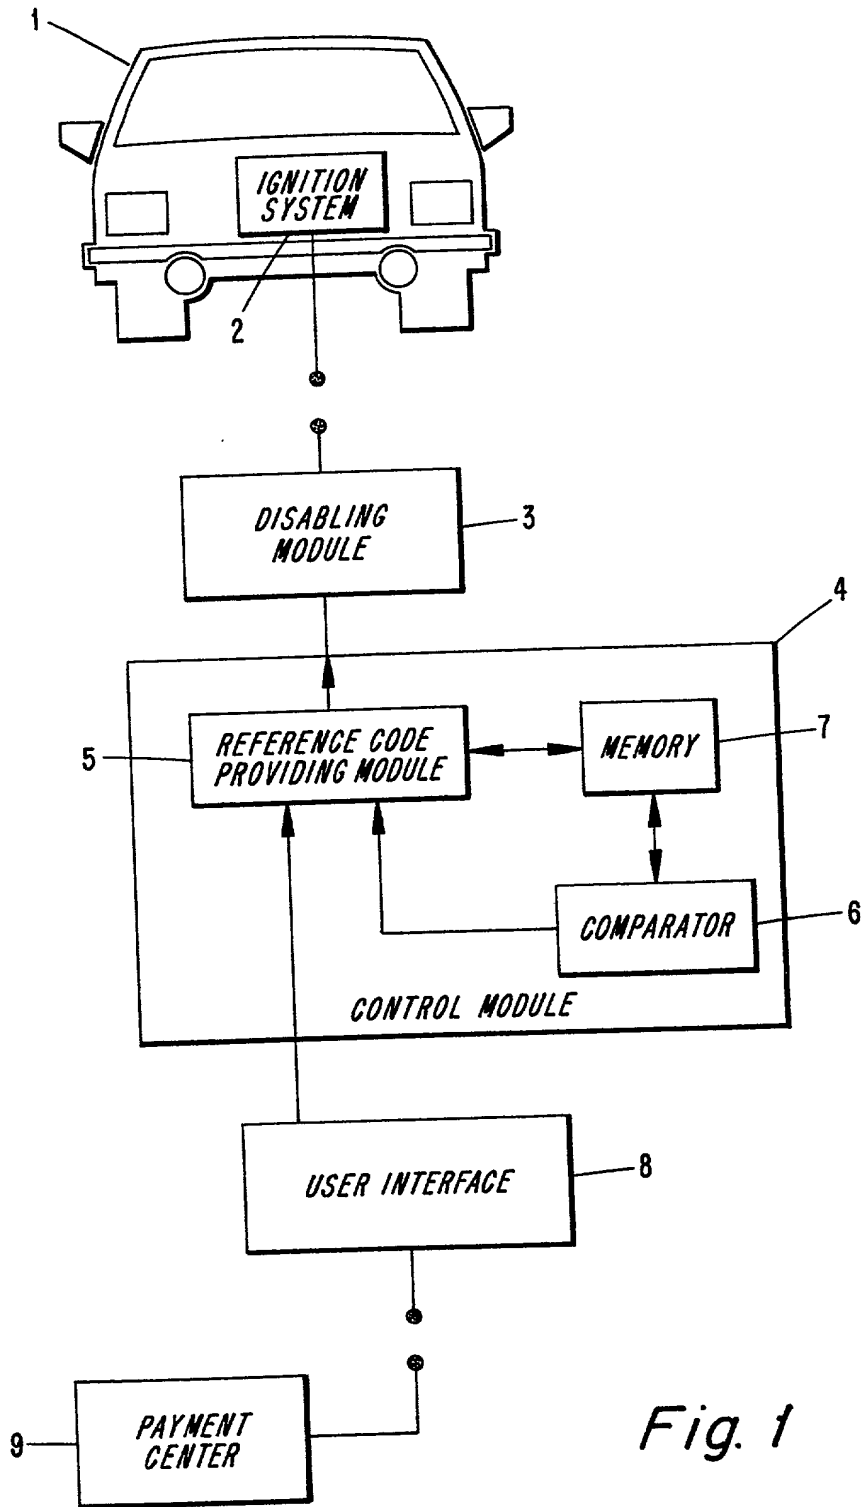 1
IGNITION
SYSTEM
2
DISABLING
MODULE
3
4
5
REFERENCE CODE
PROVIDING MODULE
MEMORY
7
COMPARATOR
6
CONTROL MODULE
USER INTERFACE
8
9
PAYMENT
CENTER
Fig. 1